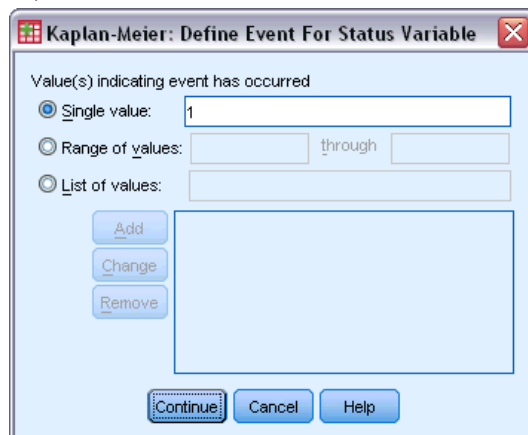 Kaplan-Meier: Define Event For Status Variable
Value(s) indicating event has occurred
Single value: 1
Range of values: through
List of values:
Add
Change
Remove
Continue Cancel Help